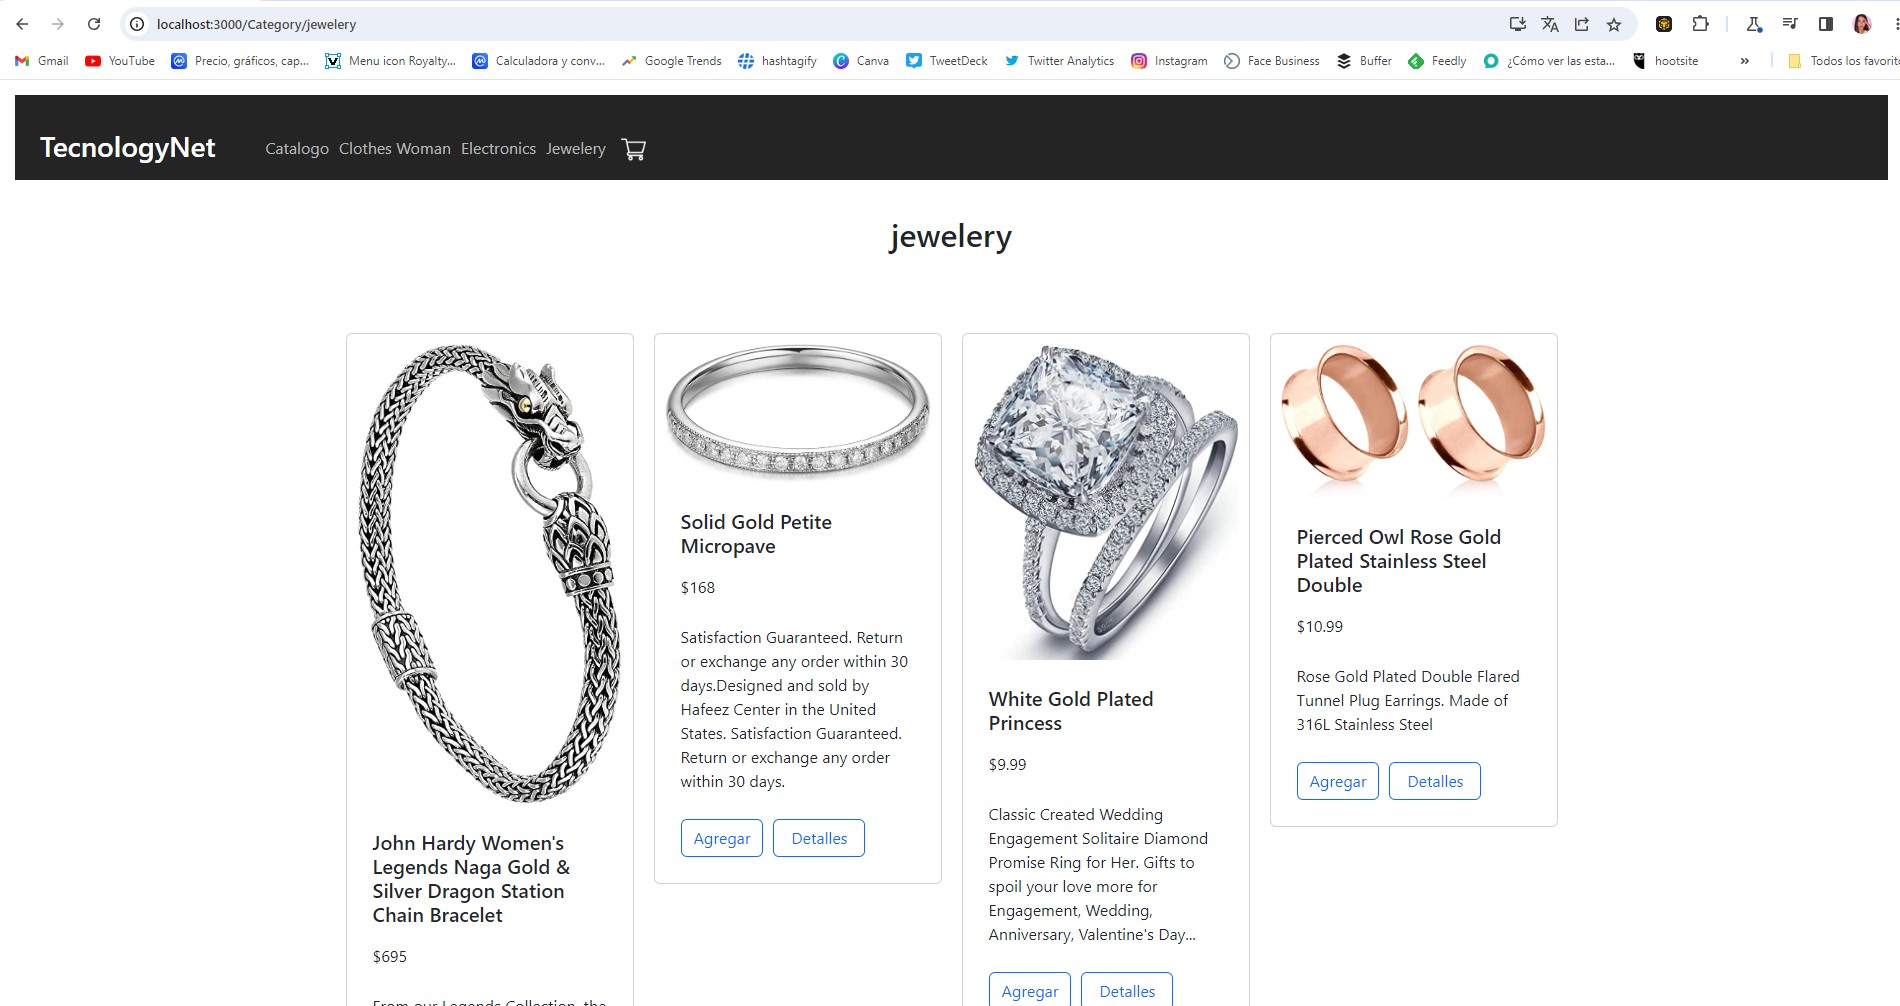 localhost:3000/Category/jewelery
Gmail
YouTube
Precio, gráficos, cap...
Menu icon Royalty...
Calculadora y conv...
Google Trends
hashtagify
Canva
TweetDeck
Twitter Analytics
Instagram
Face Business
Buffer
Feedly
¿Cómo ver las esta...
hootsite
»
Todos los favorit
TecnologyNet
Catalogo
Clothes Woman
Electronics
Jewelery
jewelery
John Hardy Women's
Legends Naga Gold &
Silver Dragon Station
Chain Bracelet
$695
From our Legends Collection, the
Solid Gold Petite
Micropave
$168
Satisfaction Guaranteed. Return
or exchange any order within 30
days.Designed and sold by
Hafeez Center in the United
States. Satisfaction Guaranteed.
Return or exchange any order
within 30 days.
Agregar
Detalles
White Gold Plated
Princess
$9.99
Classic Created Wedding
Engagement Solitaire Diamond
Promise Ring for Her. Gifts to
spoil your love more for
Engagement, Wedding,
Anniversary, Valentine's Day...
Agregar
Detalles
Pierced Owl Rose Gold
Plated Stainless Steel
Double
$10.99
Rose Gold Plated Double Flared
Tunnel Plug Earrings. Made of
316L Stainless Steel
Agregar
Detalles